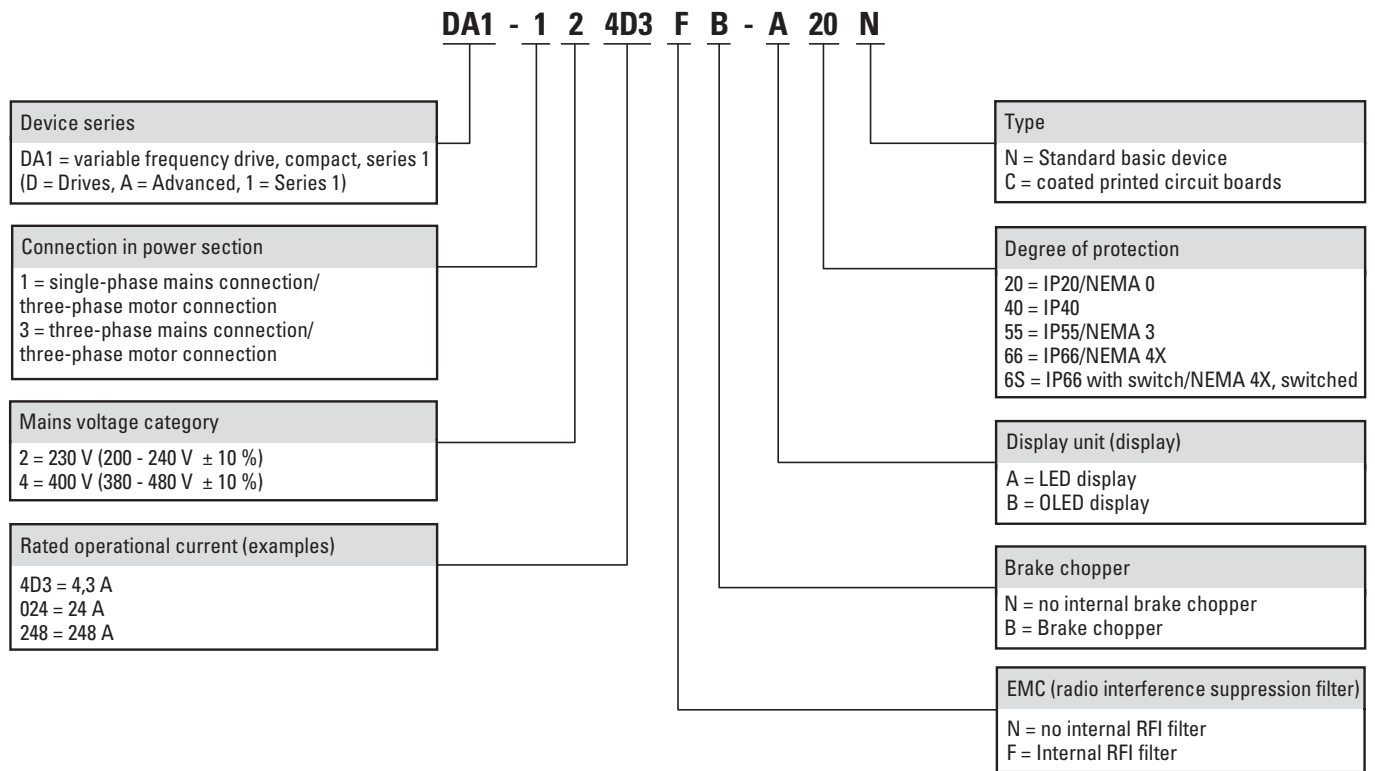 DA1 - 1 2 4D3 F B - A 20 N
Device series
DA1 = variable frequency drive, compact, series 1
(D = Drives, A = Advanced, 1 = Series 1)
Connection in power section
1 = single-phase mains connection/
three-phase motor connection
3 = three-phase mains connection/
three-phase motor connection
Mains voltage category
2 = 230 V (200 - 240 V ± 10 %)
4 = 400 V (380 - 480 V ± 10 %)
Rated operational current (examples)
4D3 = 4,3 A
024 = 24 A
248 = 248 A
Type
N = Standard basic device
C = coated printed circuit boards
Degree of protection
20 = IP20/NEMA 0
40 = IP40
55 = IP55/NEMA 3
66 = IP66/NEMA 4X
6S = IP66 with switch/NEMA 4X, switched
Display unit (display)
A = LED display
B = OLED display
Brake chopper
N = no internal brake chopper
B = Brake chopper
EMC (radio interference suppression filter)
N = no internal RFI filter
F = Internal RFI filter